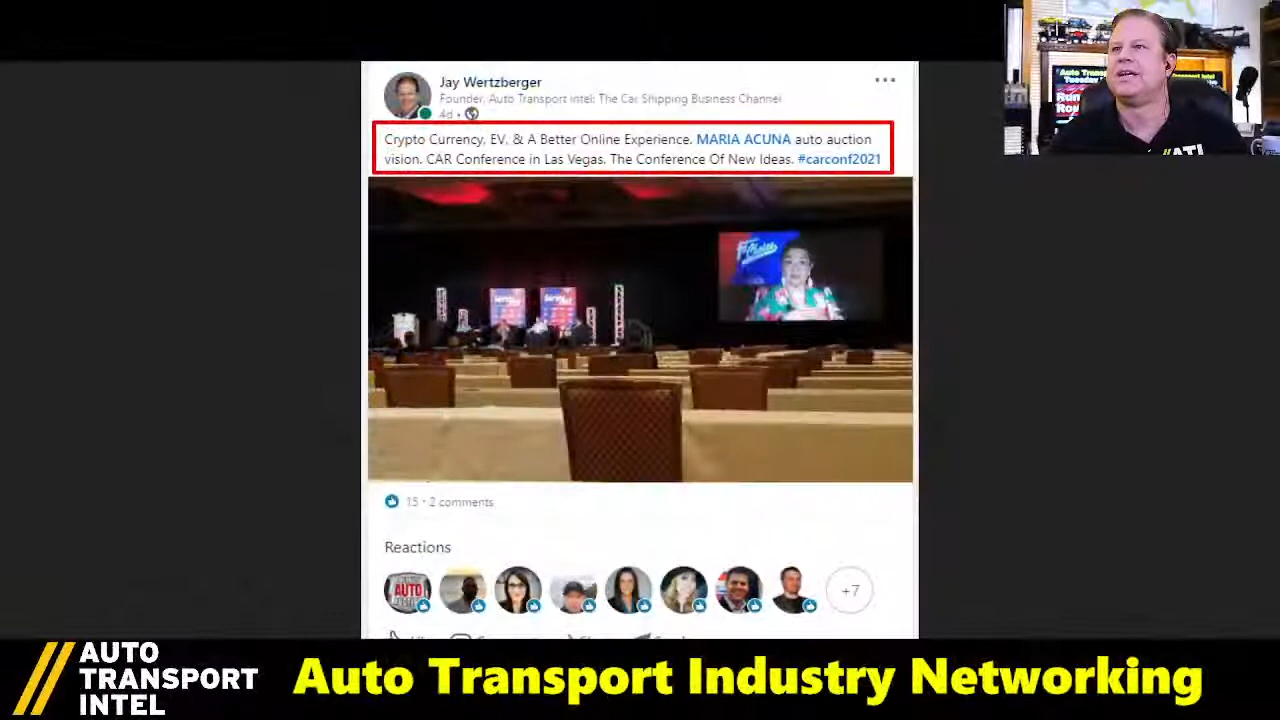 Jay Wertzberger
Founder, Auto Transport Intel: The Car Shipping Business Channel
4d •
Crypto Currency, EV, & A Better Online Experience. MARIA ACUNA auto auction
vision. CAR Conference in Las Vegas. The Conference Of New Ideas. #carconf2021
15 • 2 comments
Reactions
AUTO
+7
AUTO
TRANSPORT
INTEL
Auto Transport Industry Networking